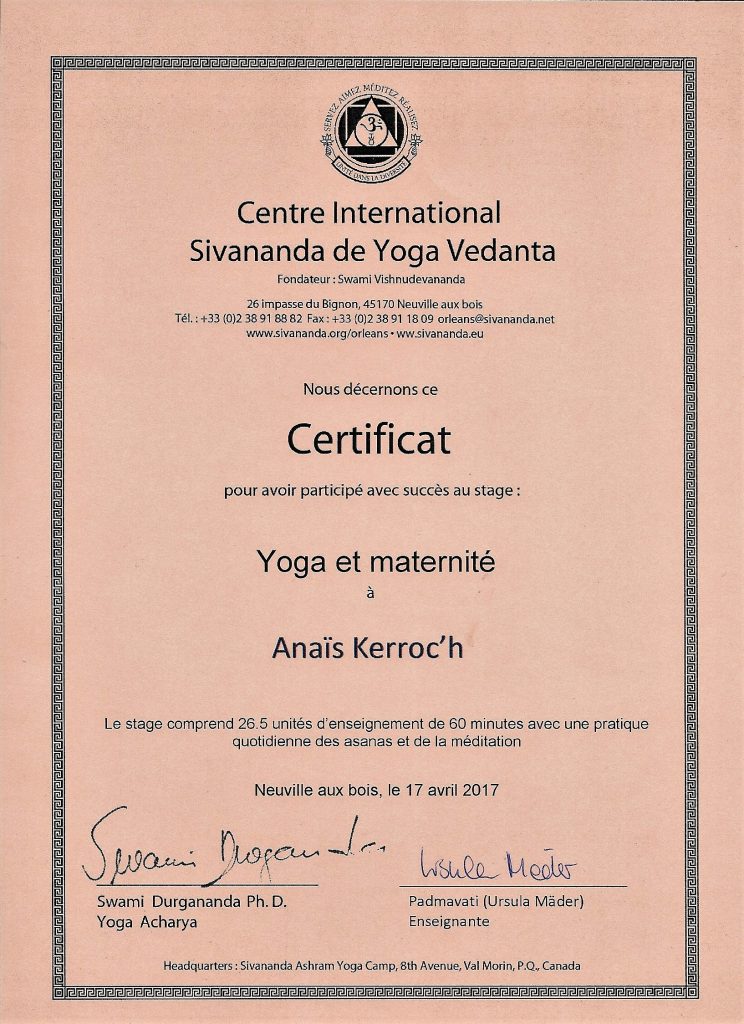 SERVEZ AIMEZ MÉDITEZ RÉALISEZ
UNITÉ DANS LA DIVERSITÉ
Centre International
Sivananda de Yoga Vedanta
Fondateur : Swami Vishnudevananda
26 impasse du Bignon, 45170 Neuville aux bois
Tél. : +33 (0)2 38 91 88 82 Fax : +33 (0)2 38 91 18 09 orleans@sivananda.net
www.sivananda.org/orleans • ww.sivananda.eu
Nous décernons ce
Certificat
pour avoir participé avec succès au stage :
Yoga et maternité
à
Anaïs Kerroc’h
Le stage comprend 26.5 unités d’enseignement de 60 minutes avec une pratique
quotidienne des asanas et de la méditation
Neuville aux bois, le 17 avril 2017
Swami Durgananda
Ursula Mäder
Swami Durgananda Ph. D.
Yoga Acharya
Padmavati (Ursula Mäder)
Enseignante
Headquarters : Sivananda Ashram Yoga Camp, 8th Avenue, Val Morin, P.Q., Canada